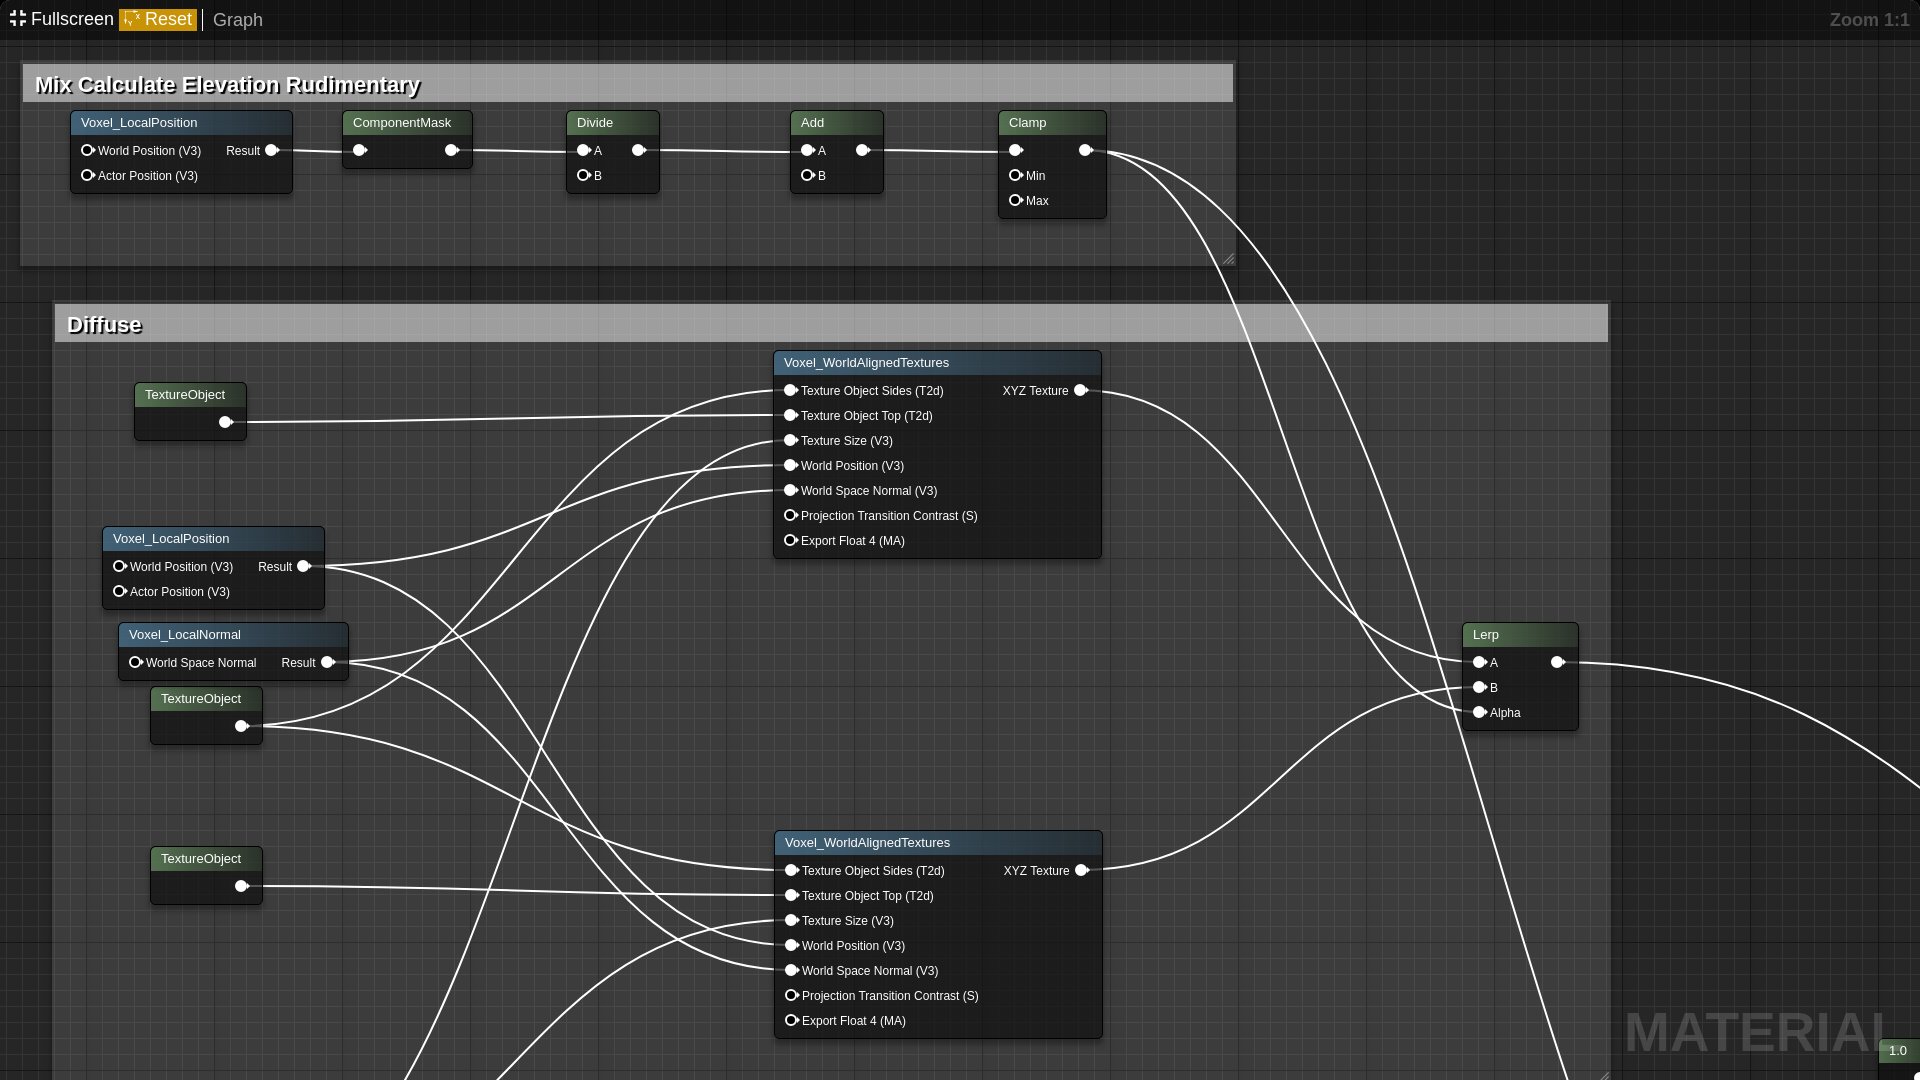 Fullscreen Reset Graph Zoom 1:1
Mix Calculate Elevation Rudimentary
Voxel_LocalPosition
World Position (V3) Result
Actor Position (V3)
ComponentMask
Divide
A
B
Add
A
B
Clamp
Min
Max
Diffuse
TextureObject
Voxel_WorldAlignedTextures
Texture Object Sides (T2d) XYZ Texture
Texture Object Top (T2d)
Texture Size (V3)
World Position (V3)
World Space Normal (V3)
Projection Transition Contrast (S)
Export Float 4 (MA)
Voxel_LocalPosition
World Position (V3) Result
Actor Position (V3)
Voxel_LocalNormal
World Space Normal Result
TextureObject
Lerp
A
B
Alpha
TextureObject
Voxel_WorldAlignedTextures
Texture Object Sides (T2d) XYZ Texture
Texture Object Top (T2d)
Texture Size (V3)
World Position (V3)
World Space Normal (V3)
Projection Transition Contrast (S)
Export Float 4 (MA)
MATERIAL
1.0